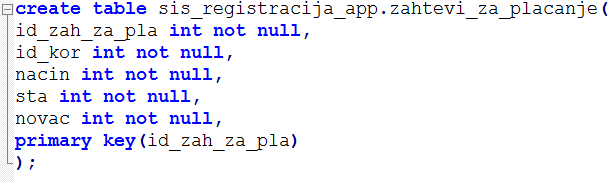 create table sis_registracija_app.zahtevi_za_placanje(
id_zah_za_pla int not null,
id_kor int not null,
nacin int not null,
sta int not null,
novac int not null,
primary key(id_zah_za_pla)
);